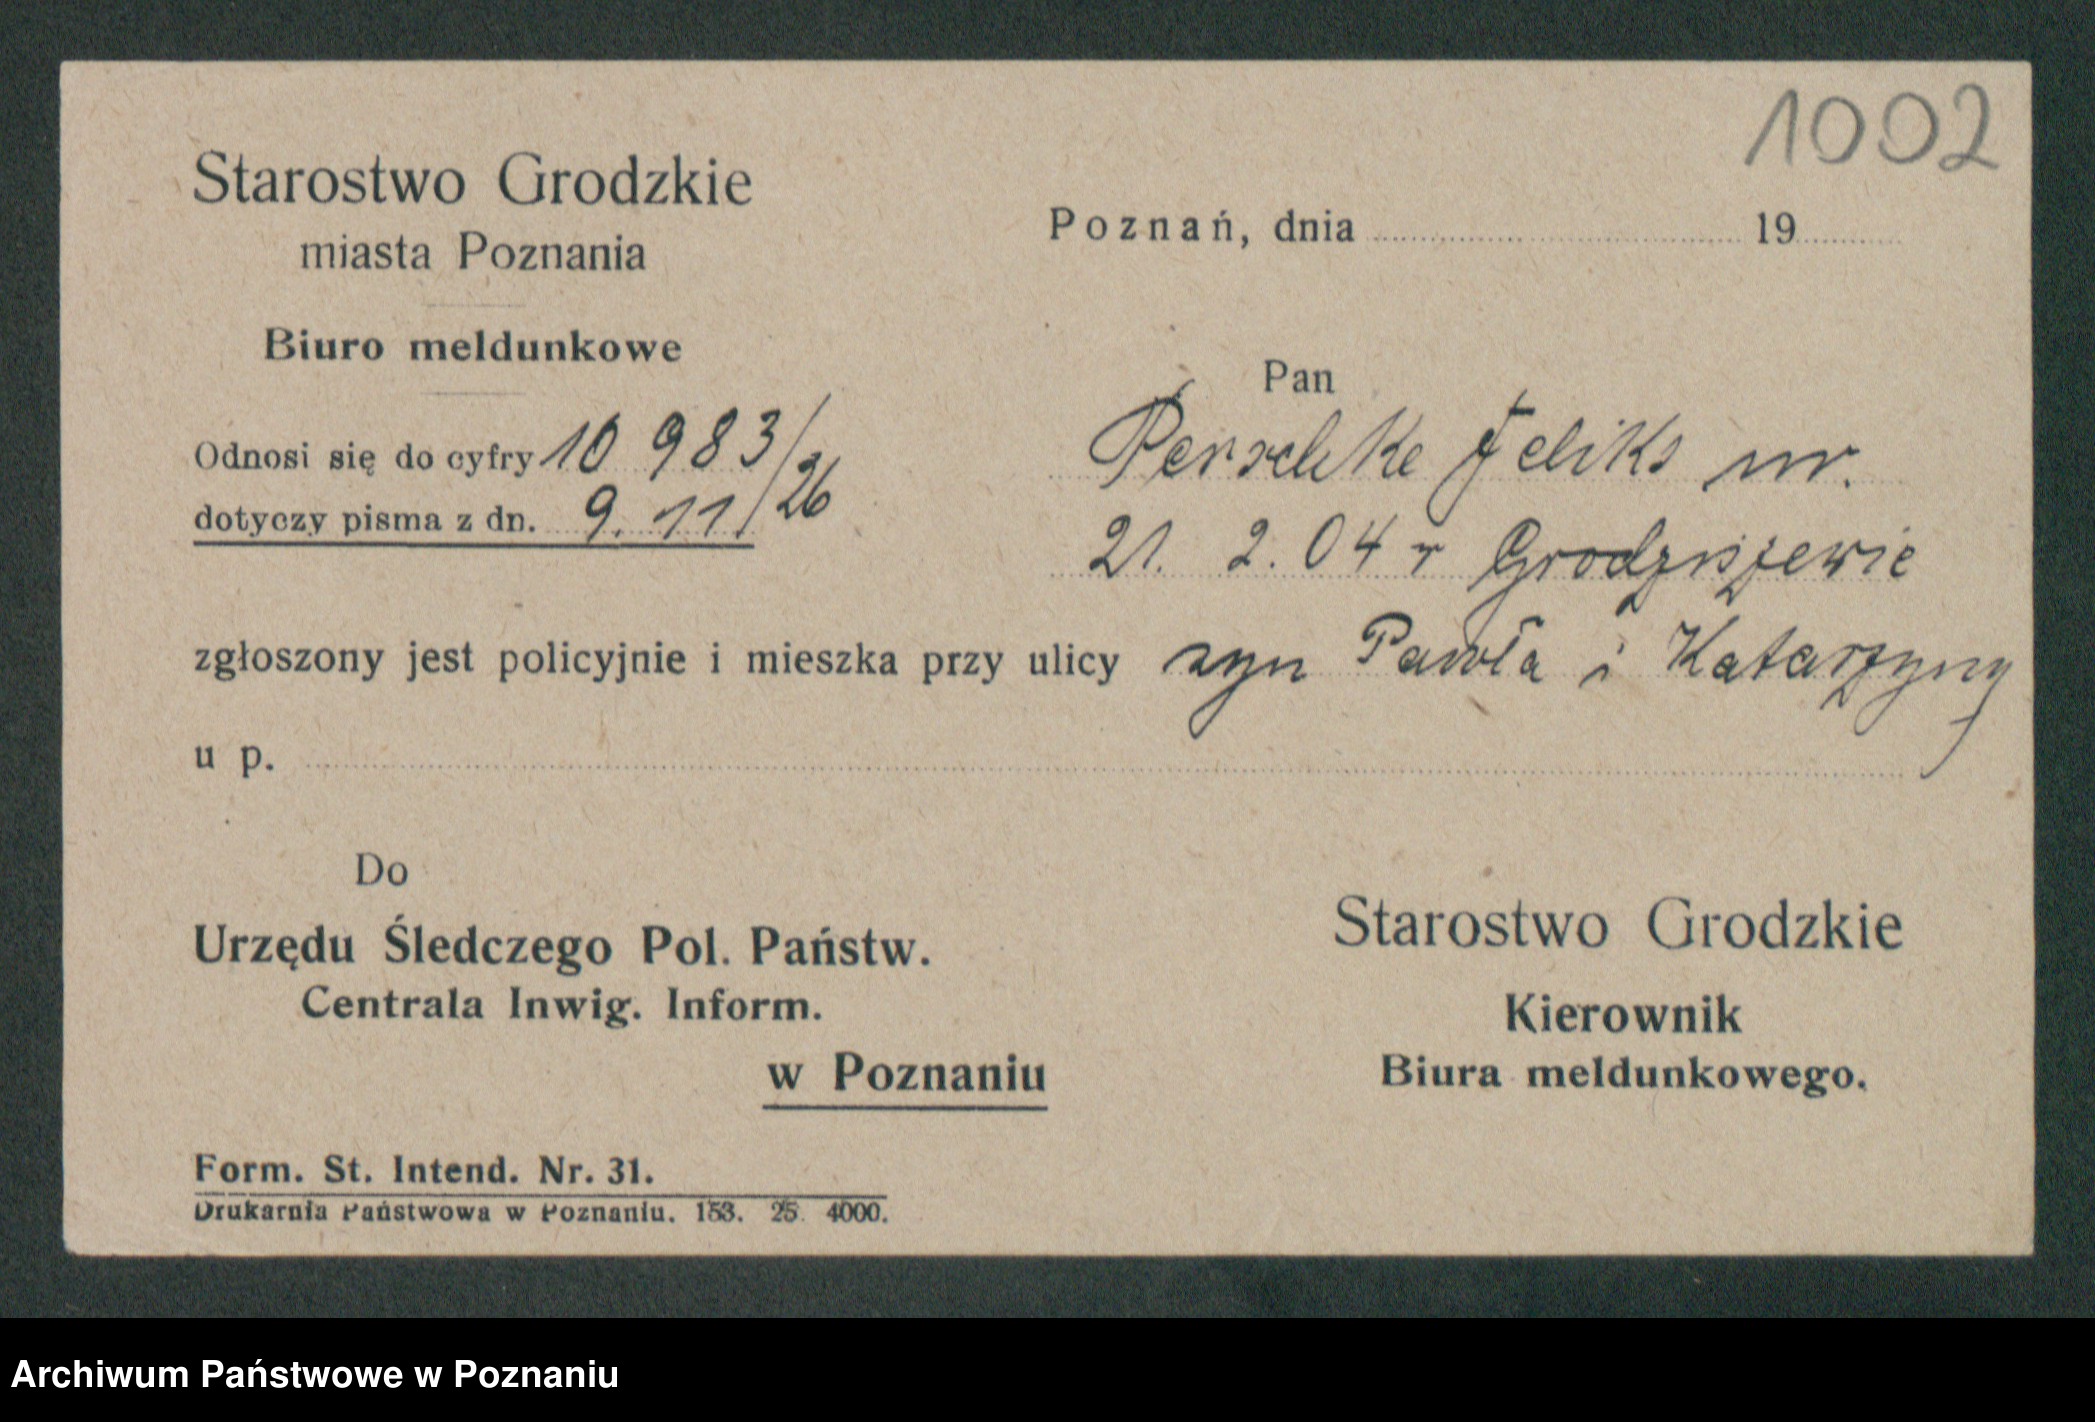 1002
Starostwo Grodzkie
miasta Poznania
Poznań, dnia 19
Biuro meldunkowe
Pan
Odnosi się do cyfry 10 983/26
dotyczy pisma z dn. 9. 11
Perschke Feliks ur.
21. 2. 04 r Grodziszewie
zgłoszony jest policyjnie i mieszka przy ulicy syn Pawła i Katarzyny
u p.
Do
Urzędu Śledczego Pol. Państw.
Centrala Inwig. Inform.
w Poznaniu
Starostwo Grodzkie
Kierownik
Biura meldunkowego.
Form. St. Intend. Nr. 31.
Drukarnia Państwowa w Poznaniu. 153. 25. 4000.
Archiwum Państwowe w Poznaniu